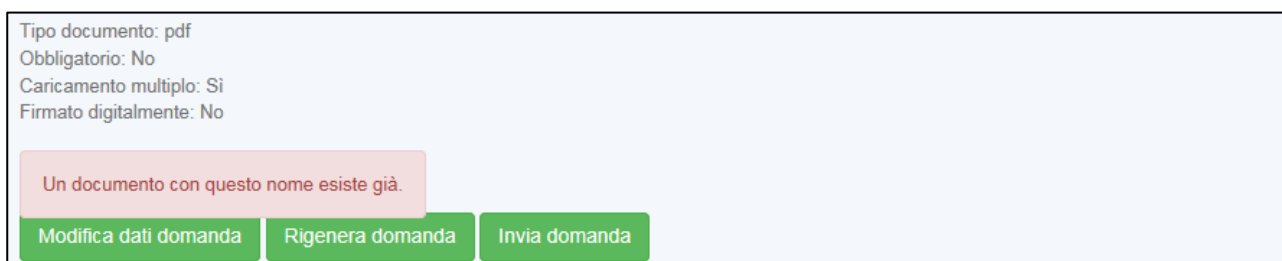 Tipo documento: pdf
Obbligatorio: No
Caricamento multiplo: Sì
Firmato digitalmente: No
Un documento con questo nome esiste già.
Modifica dati domanda Rigenera domanda Invia domanda